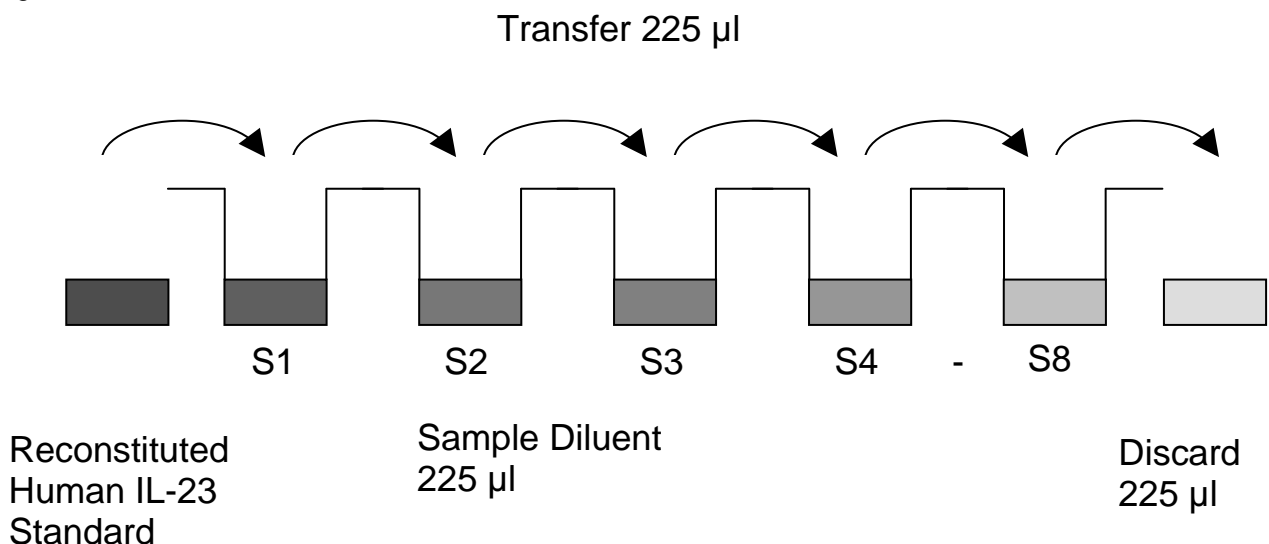 Transfer 225 µl
S1 S2 S3 S4 - S8
Reconstituted
Human IL-23
Standard
Sample Diluent
225 µl
Discard
225 µl